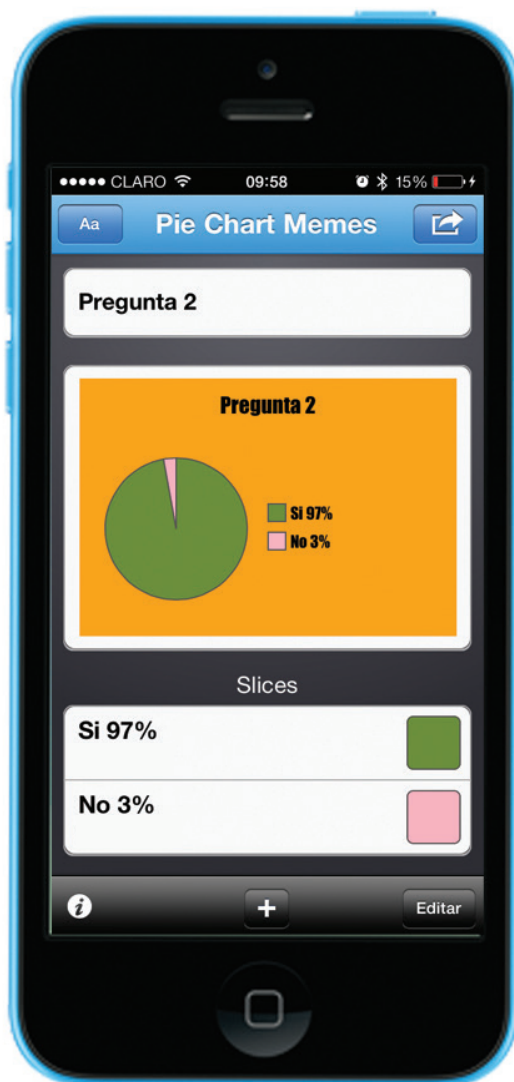 CLARO 09:58 15%
Aa Pie Chart Memes
Pregunta 2
Pregunta 2
Si 97%
No 3%
Slices
Si 97%
No 3%
i + Editar